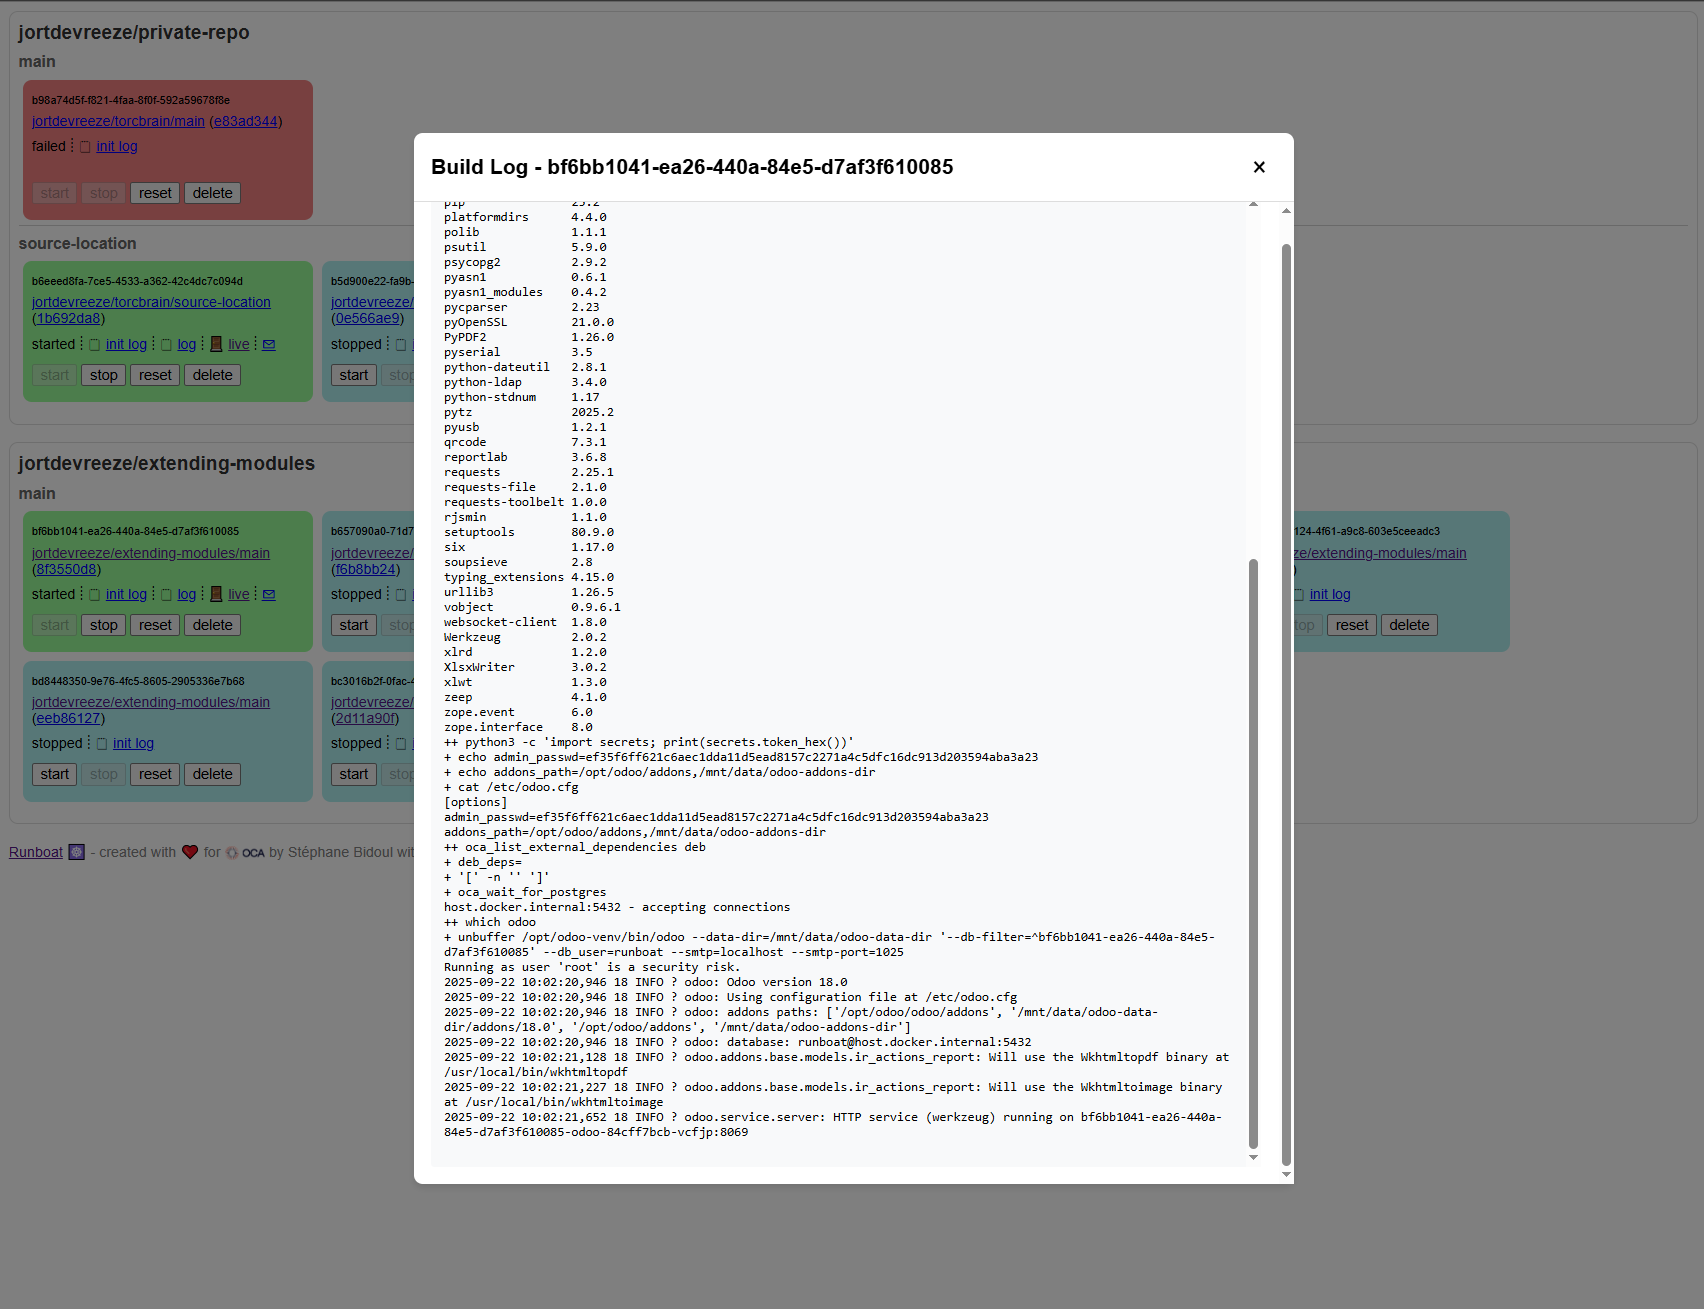 jortdevreeze/private-repo
main
b98a74d5f-f821-4faa-8f0f-592a59678f8e
jortdevreeze/torcbrain/main (e83ad344)
failed init log
start stop reset delete
source-location
b6eeed8fa-7ce5-4533-a362-42c4dc7c094d
jortdevreeze/torcbrain/source-location
(1b692da8)
started init log log live
start stop reset delete
b5d900e22-fa9b-
jortdevreeze/
(0e566ae9)
stopped
start stop
jortdevreeze/extending-modules
main
bf6bb1041-ea26-440a-84e5-d7af3f610085
jortdevreeze/extending-modules/main
(8f3550d8)
started init log log live
start stop reset delete
b657090a0-71d7
jortdevreeze/
(f6b8bb24)
stopped
start stop
124-4f61-a9c8-603e5ceeadc3
ze/extending-modules/main
)
init log
top reset delete
bd8448350-9e76-4fc5-8605-2905336e7b68
jortdevreeze/extending-modules/main
(eeb86127)
stopped init log
start stop reset delete
bc3016b2f-0fac-4
jortdevreeze/
(2d11a90f)
stopped
start stop
Runboat - created with for OCA by Stéphane Bidoul wit
Build Log - bf6bb1041-ea26-440a-84e5-d7af3f610085 ×
pip 25.2
platformdirs 4.4.0
polib 1.1.1
psutil 5.9.0
psycopg2 2.9.2
pyasn1 0.6.1
pyasn1_modules 0.4.2
pycparser 2.23
pyOpenSSL 21.0.0
PyPDF2 1.26.0
pyserial 3.5
python-dateutil 2.8.1
python-ldap 3.4.0
python-stdnum 1.17
pytz 2025.2
pyusb 1.2.1
qrcode 7.3.1
reportlab 3.6.8
requests 2.25.1
requests-file 2.1.0
requests-toolbelt 1.0.0
rjsmin 1.1.0
setuptools 80.9.0
six 1.17.0
soupsieve 2.8
typing_extensions 4.15.0
urllib3 1.26.5
vobject 0.9.6.1
websocket-client 1.8.0
Werkzeug 2.0.2
xlrd 1.2.0
XlsxWriter 3.0.2
xlwt 1.3.0
zeep 4.1.0
zope.event 6.0
zope.interface 8.0
++ python3 -c 'import secrets; print(secrets.token_hex())'
+ echo admin_passwd=ef35f6ff621c6aec1dda11d5ead8157c2271a4c5dfc16dc913d203594aba3a23
+ echo addons_path=/opt/odoo/addons,/mnt/data/odoo-addons-dir
+ cat /etc/odoo.cfg
[options]
admin_passwd=ef35f6ff621c6aec1dda11d5ead8157c2271a4c5dfc16dc913d203594aba3a23
addons_path=/opt/odoo/addons,/mnt/data/odoo-addons-dir
++ oca_list_external_dependencies deb
+ deb_deps=
+ '[' -n '' ']'
+ oca_wait_for_postgres
host.docker.internal:5432 - accepting connections
++ which odoo
+ unbuffer /opt/odoo-venv/bin/odoo --data-dir=/mnt/data/odoo-data-dir '--db-filter=^bf6bb1041-ea26-440a-84e5-
d7af3f610085' --db_user=runboat --smtp=localhost --smtp-port=1025
Running as user 'root' is a security risk.
2025-09-22 10:02:20,946 18 INFO ? odoo: Odoo version 18.0
2025-09-22 10:02:20,946 18 INFO ? odoo: Using configuration file at /etc/odoo.cfg
2025-09-22 10:02:20,946 18 INFO ? odoo: addons paths: ['/opt/odoo/odoo/addons', '/mnt/data/odoo-data-
dir/addons/18.0', '/opt/odoo/addons', '/mnt/data/odoo-addons-dir']
2025-09-22 10:02:20,946 18 INFO ? odoo: database: runboat@host.docker.internal:5432
2025-09-22 10:02:21,128 18 INFO ? odoo.addons.base.models.ir_actions_report: Will use the Wkhtmltopdf binary at
/usr/local/bin/wkhtmltopdf
2025-09-22 10:02:21,227 18 INFO ? odoo.addons.base.models.ir_actions_report: Will use the Wkhtmltoimage binary
at /usr/local/bin/wkhtmltoimage
2025-09-22 10:02:21,652 18 INFO ? odoo.service.server: HTTP service (werkzeug) running on bf6bb1041-ea26-440a-
84e5-d7af3f610085-odoo-84cff7bcb-vcfjp:8069